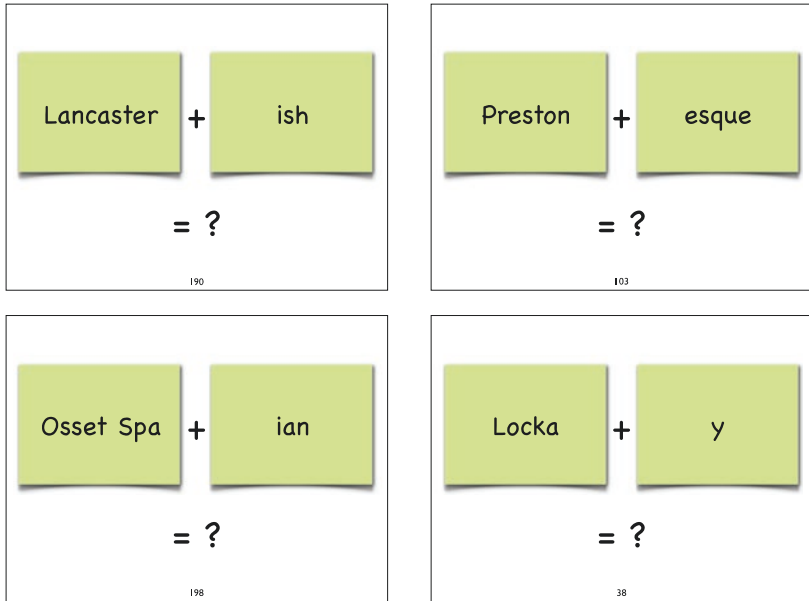 Lancaster + ish
= ?
190
Preston + esque
= ?
103
Osset Spa + ian
= ?
198
Locka + y
= ?
38